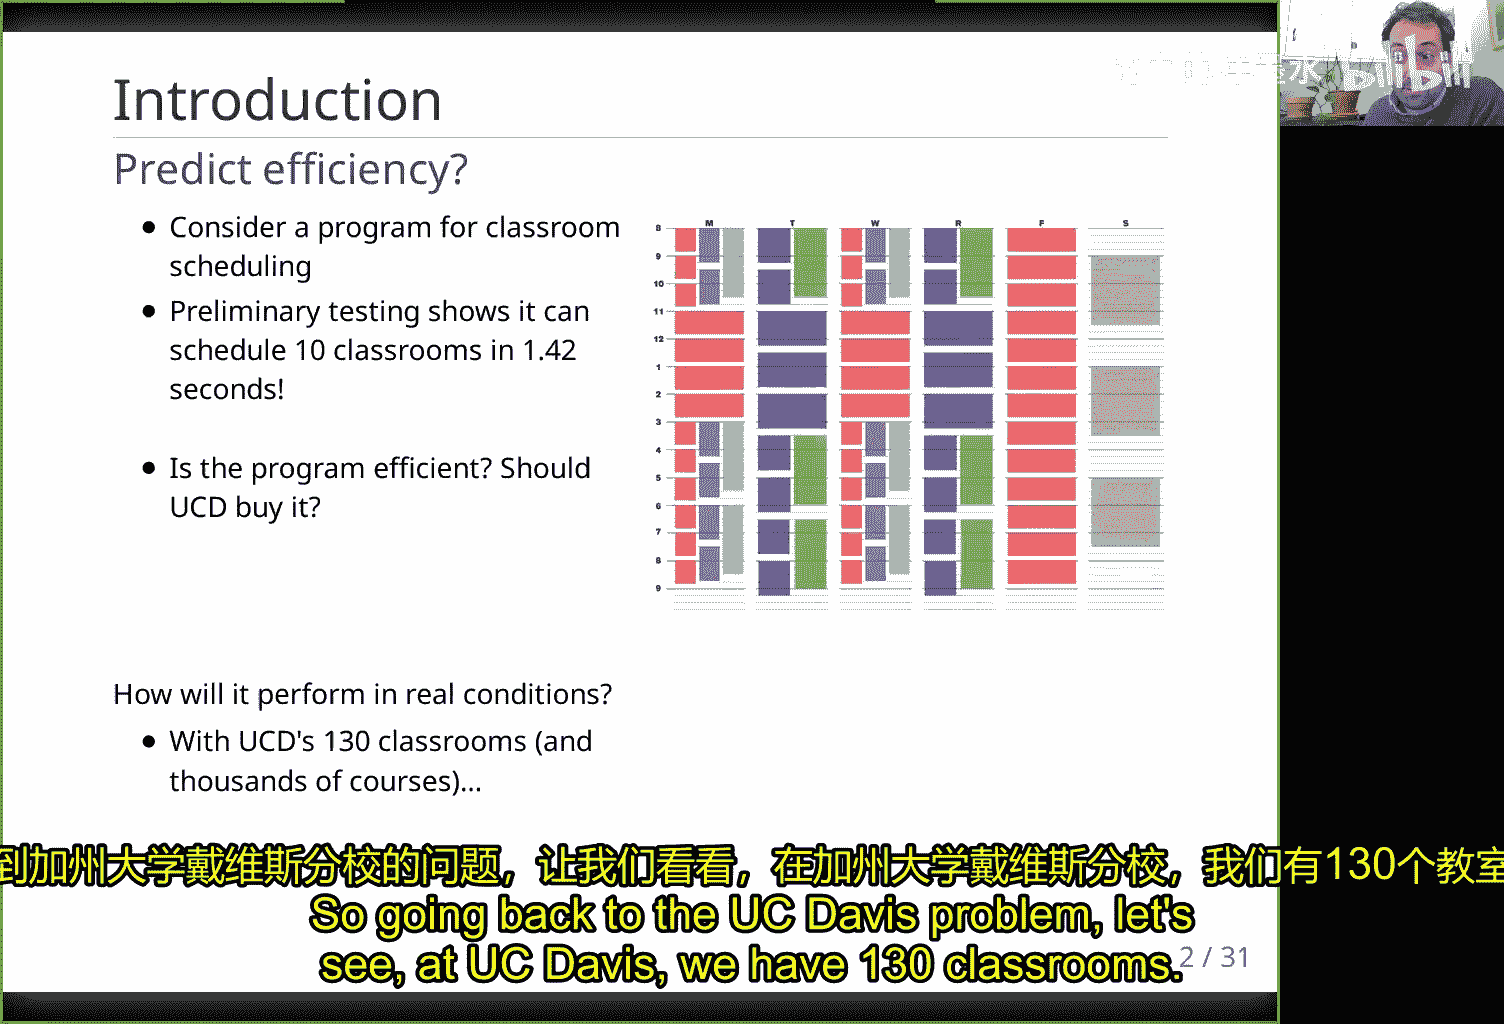 Introduction
Predict efficiency?
● Consider a program for classroom
scheduling
● Preliminary testing shows it can
schedule 10 classrooms in 1.42
seconds!
● Is the program efficient? Should
UCD buy it?
M T W R F S
8
9
10
11
12
1
2
3
4
5
6
7
8
9
How will it perform in real conditions?
● With UCD's 130 classrooms (and
thousands of courses)...
到加州大学戴维斯分校的问题，让我们看看，在加州大学戴维斯分校，我们有130个教室
So going back to the UC Davis problem, let's
see, at UC Davis, we have 130 classrooms.
2 / 31
水
bilibili